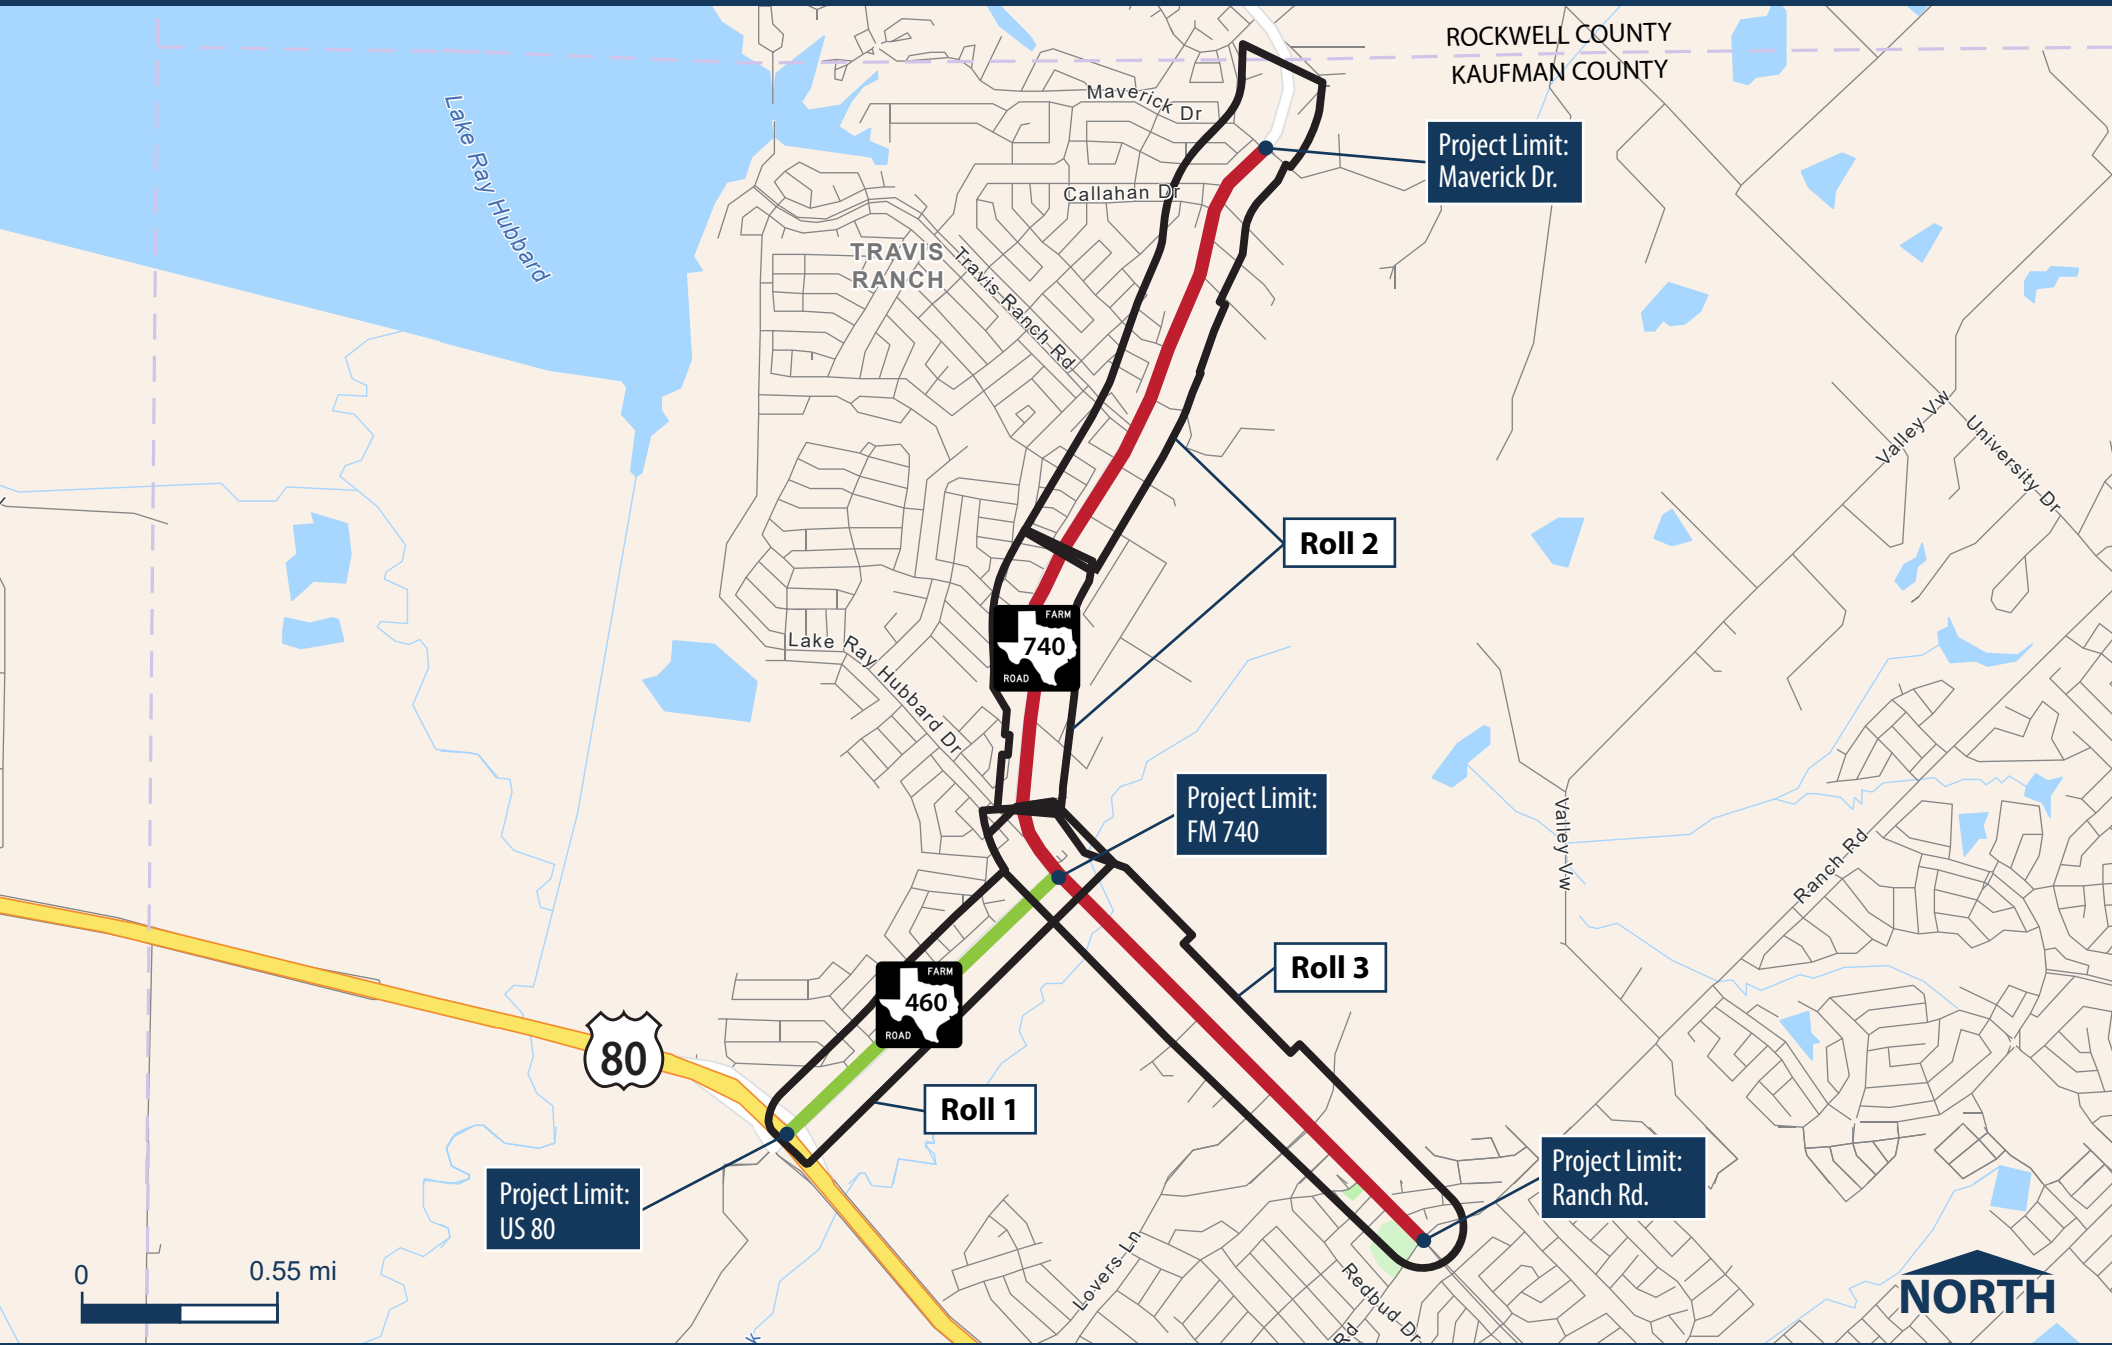 ROCKWELL COUNTY
KAUFMAN COUNTY
Maverick Dr
Lake Ray Hubbard
Project Limit:
Maverick Dr.
Callahan Dr
TRAVIS
RANCH
Travis Ranch Rd
Valley Vw
University Dr
Roll 2
FARM
740
ROAD
Lake Ray Hubbard Dr
Project Limit:
FM 740
Valley Vw
Ranch Rd
Roll 3
FARM
460
ROAD
80
Roll 1
Project Limit:
US 80
Project Limit:
Ranch Rd.
Lovers Ln
Redbud Dr
Rd
k
0
0.55 mi
NORTH